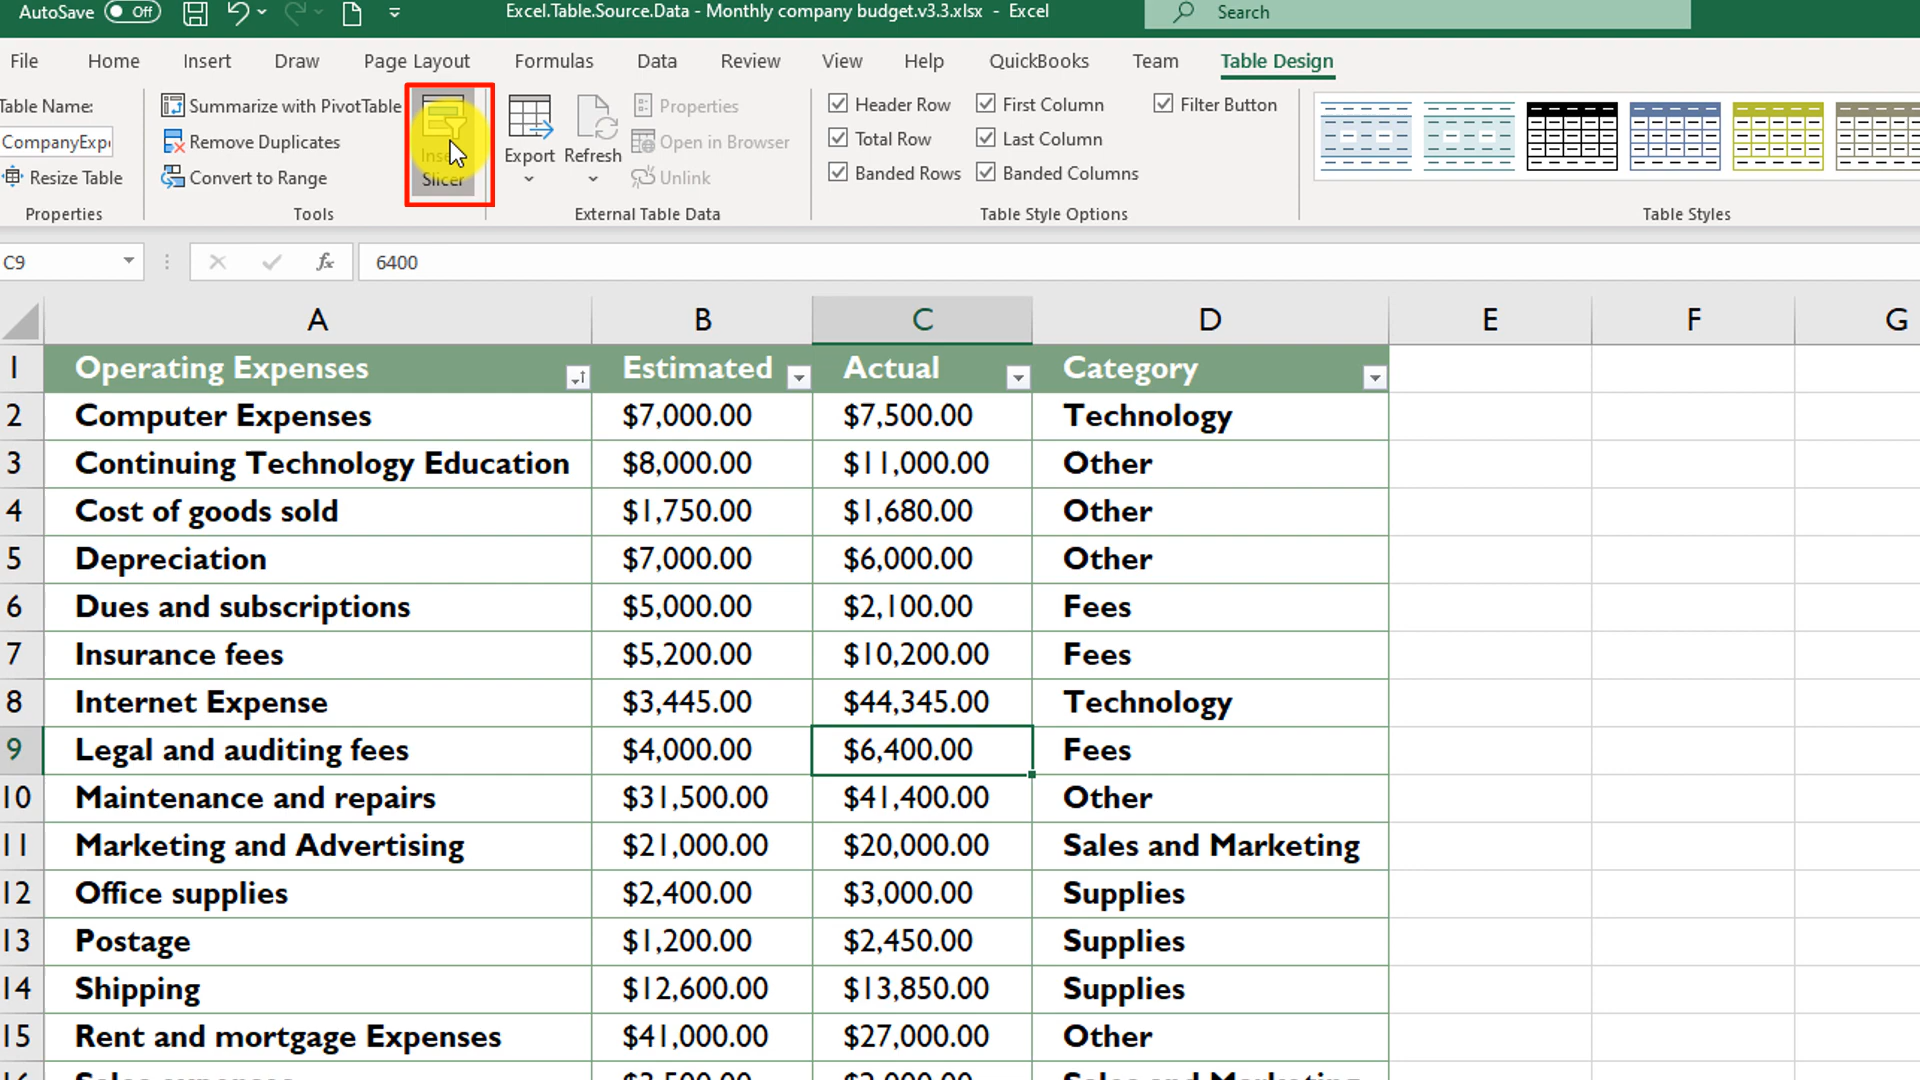 AutoSave Off Excel.Table.Source.Data - Monthly company budget.v3.3.xlsx - Excel Search
File Home Insert Draw Page Layout Formulas Data Review View Help QuickBooks Team Table Design
Table Name:
CompanyExp
Resize Table
Properties
Summarize with PivotTable
Remove Duplicates
Convert to Range
Tools
Slicer
Export
Refresh
Properties
Open in Browser
Unlink
External Table Data
Header Row First Column Filter Button
Total Row Last Column
Banded Rows Banded Columns
Table Style Options
Table Styles
C9 fx 6400
A B C D E F G
1 Operating Expenses Estimated Actual Category
2 Computer Expenses $7,000.00 $7,500.00 Technology
3 Continuing Technology Education $8,000.00 $11,000.00 Other
4 Cost of goods sold $1,750.00 $1,680.00 Other
5 Depreciation $7,000.00 $6,000.00 Other
6 Dues and subscriptions $5,000.00 $2,100.00 Fees
7 Insurance fees $5,200.00 $10,200.00 Fees
8 Internet Expense $3,445.00 $44,345.00 Technology
9 Legal and auditing fees $4,000.00 $6,400.00 Fees
10 Maintenance and repairs $31,500.00 $41,400.00 Other
11 Marketing and Advertising $21,000.00 $20,000.00 Sales and Marketing
12 Office supplies $2,400.00 $3,000.00 Supplies
13 Postage $1,200.00 $2,450.00 Supplies
14 Shipping $12,600.00 $13,850.00 Supplies
15 Rent and mortgage Expenses $41,000.00 $27,000.00 Other